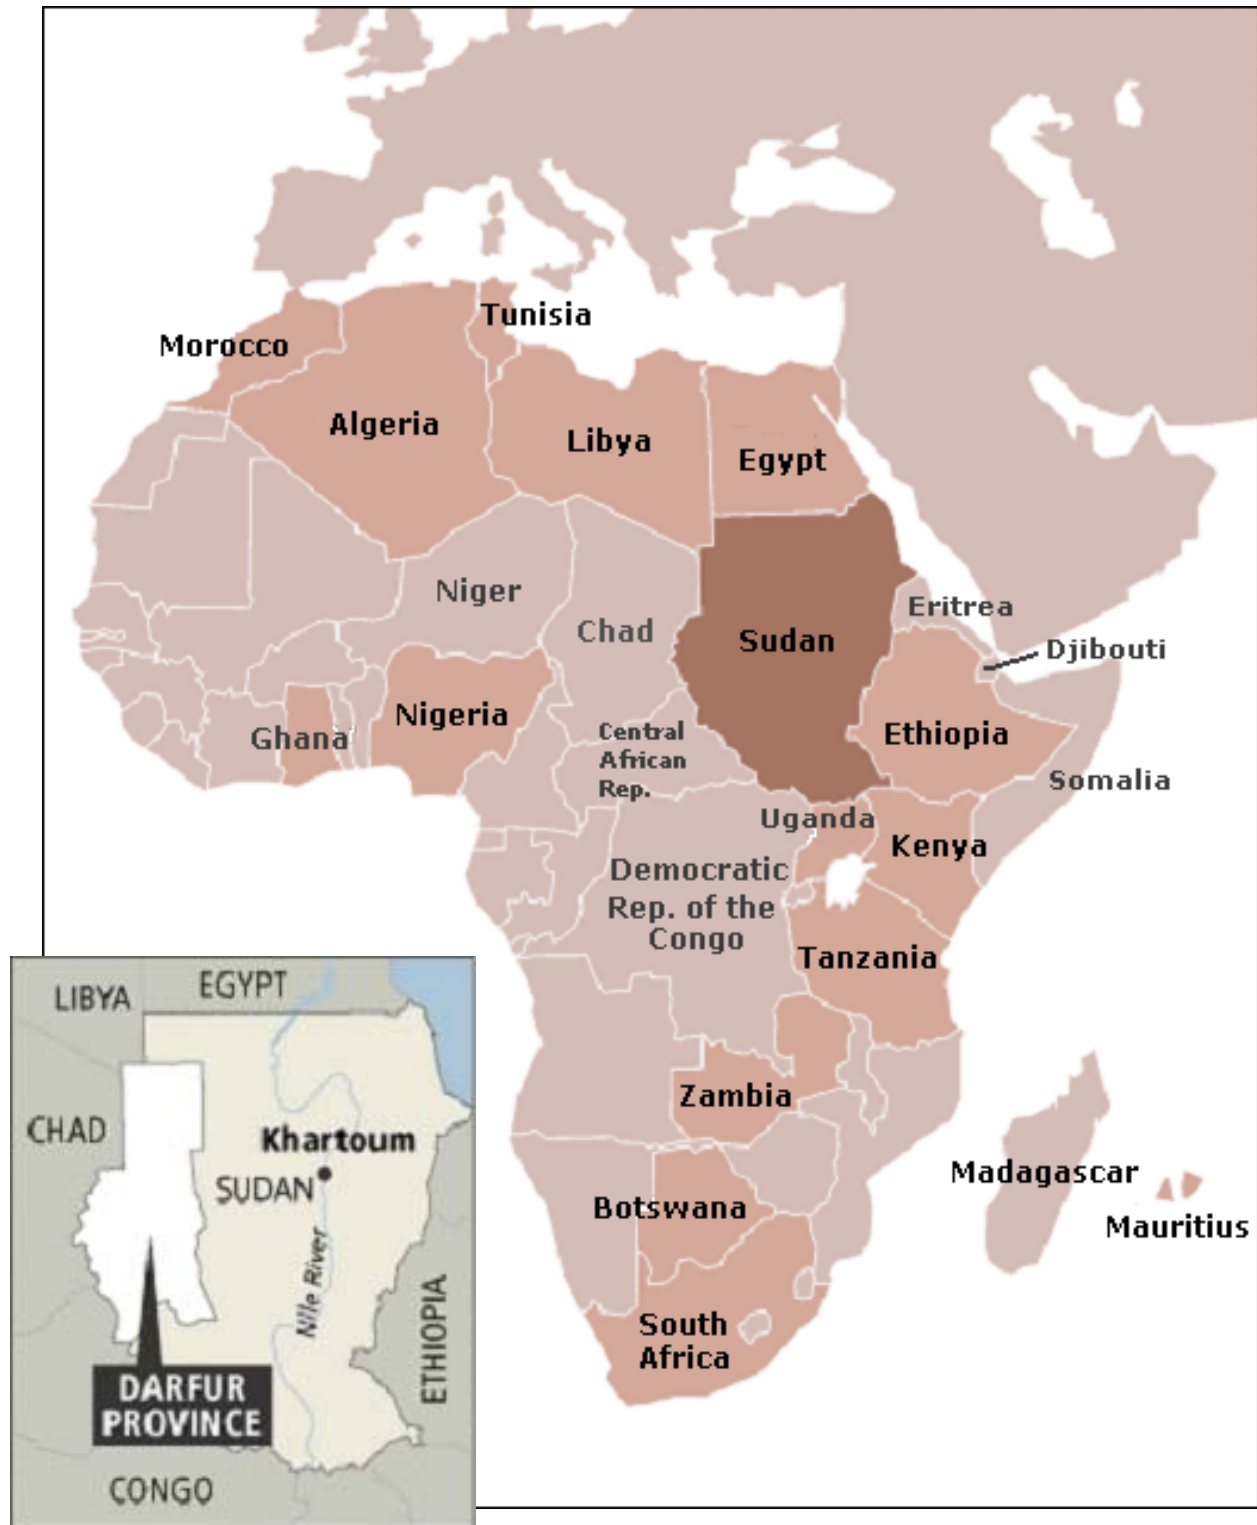 Tunisia
Morocco
Algeria
Libya
Egypt
Niger
Chad
Sudan
Eritrea
Djibouti
Ghana
Nigeria
Central
African
Rep.
Ethiopia
Somalia
Uganda
Kenya
Democratic
Rep. of the
Congo
Tanzania
Zambia
Madagascar
Botswana
Mauritius
South
Africa
LIBYA
EGYPT
CHAD
Khartoum
SUDAN
Nile River
ETHIOPIA
DARFUR
PROVINCE
CONGO